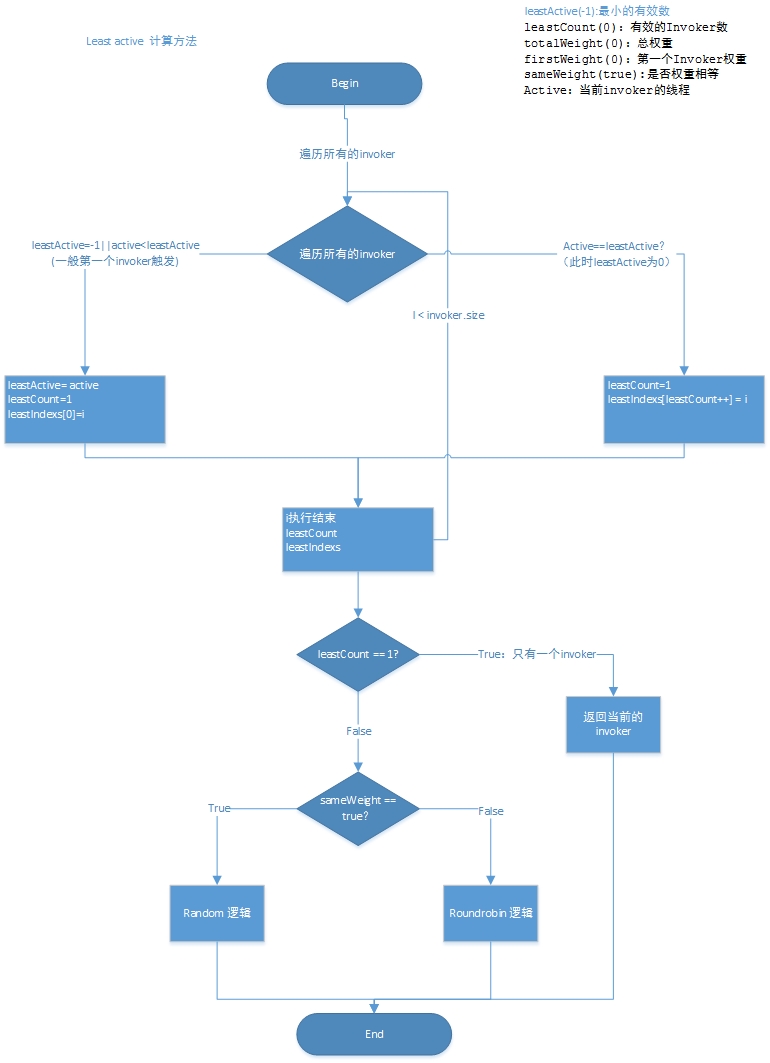 Least active 计算方法
leastActive(-1):最小的有效数
leastCount(0): 有效的Invoker数
totalWeight(0): 总权重
firstWeight(0): 第一个Invoker权重
sameWeight(true):是否权重相等
Active: 当前invoker的线程
Begin
遍历所有的invoker
遍历所有的invoker
leastActive=-1||active<leastActive
(一般第一个invoker触发)
Active==leastActive?
（此时leastActive为0）
I < invoker.size
leastActive= active
leastCount=1
leastIndexs[0]=i
leastCount=1
leastIndexs[leastCount++] = i
i执行结束
leastCount
leastIndexs
leastCount == 1?
True：只有一个invoker
返回当前的
invoker
False
sameWeight ==
true?
True
False
Random 逻辑
Roundrobin 逻辑
End